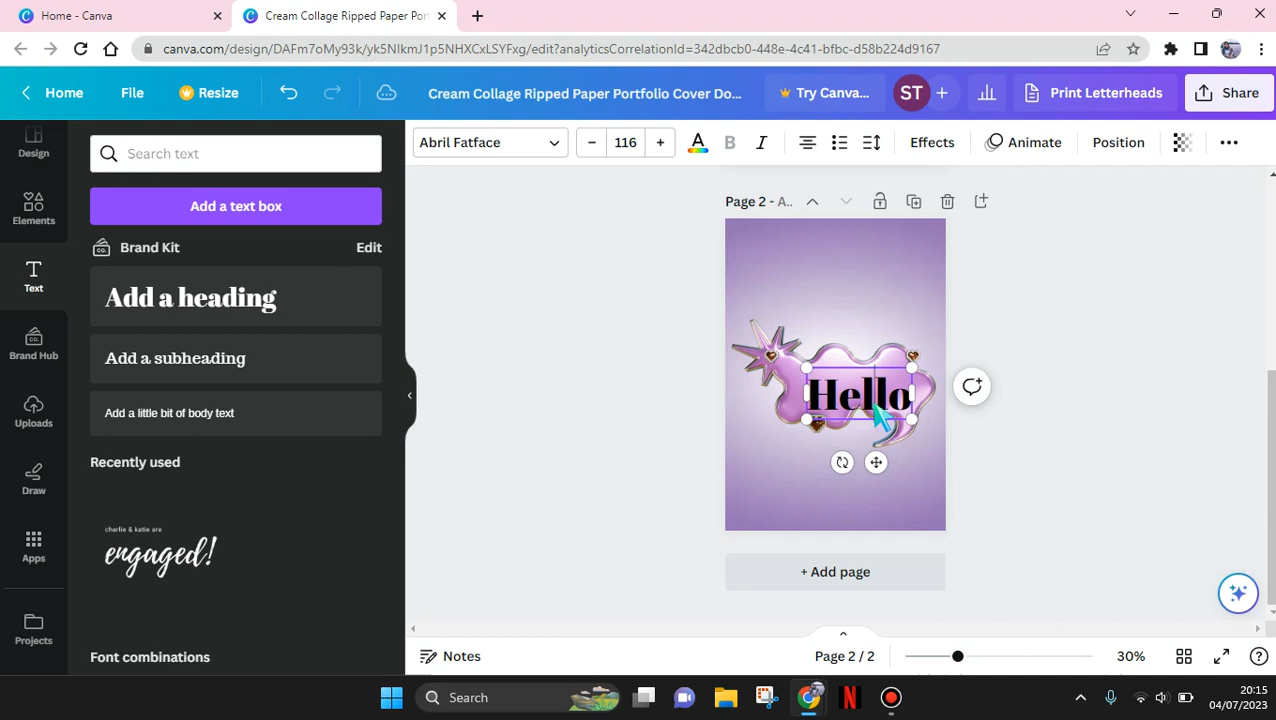 Home - Canva
Cream Collage Ripped Paper Port
canva.com/design/DAFm7oMy93k/yk5NIkmJ1p5NHXCxLSYFxg/edit?analyticsCorrelationId=342dbcb0-448e-4c41-bfbc-d58b224d9167
Home
File
Resize
Cream Collage Ripped Paper Portfolio Cover Do...
Try Canva...
ST
Print Letterheads
Share
Design
Elements
Text
Brand Hub
Uploads
Draw
Apps
Projects
Search text
Add a text box
Brand Kit Edit
Add a heading
Add a subheading
Add a little bit of body text
Recently used
charlie & katie are
engaged!
Font combinations
Abril Fatface
116
A
B
I
Effects
Animate
Position
Page 2 - A..
Hello
+ Add page
Notes
Page 2 / 2
30%
Search
20:15
04/07/2023